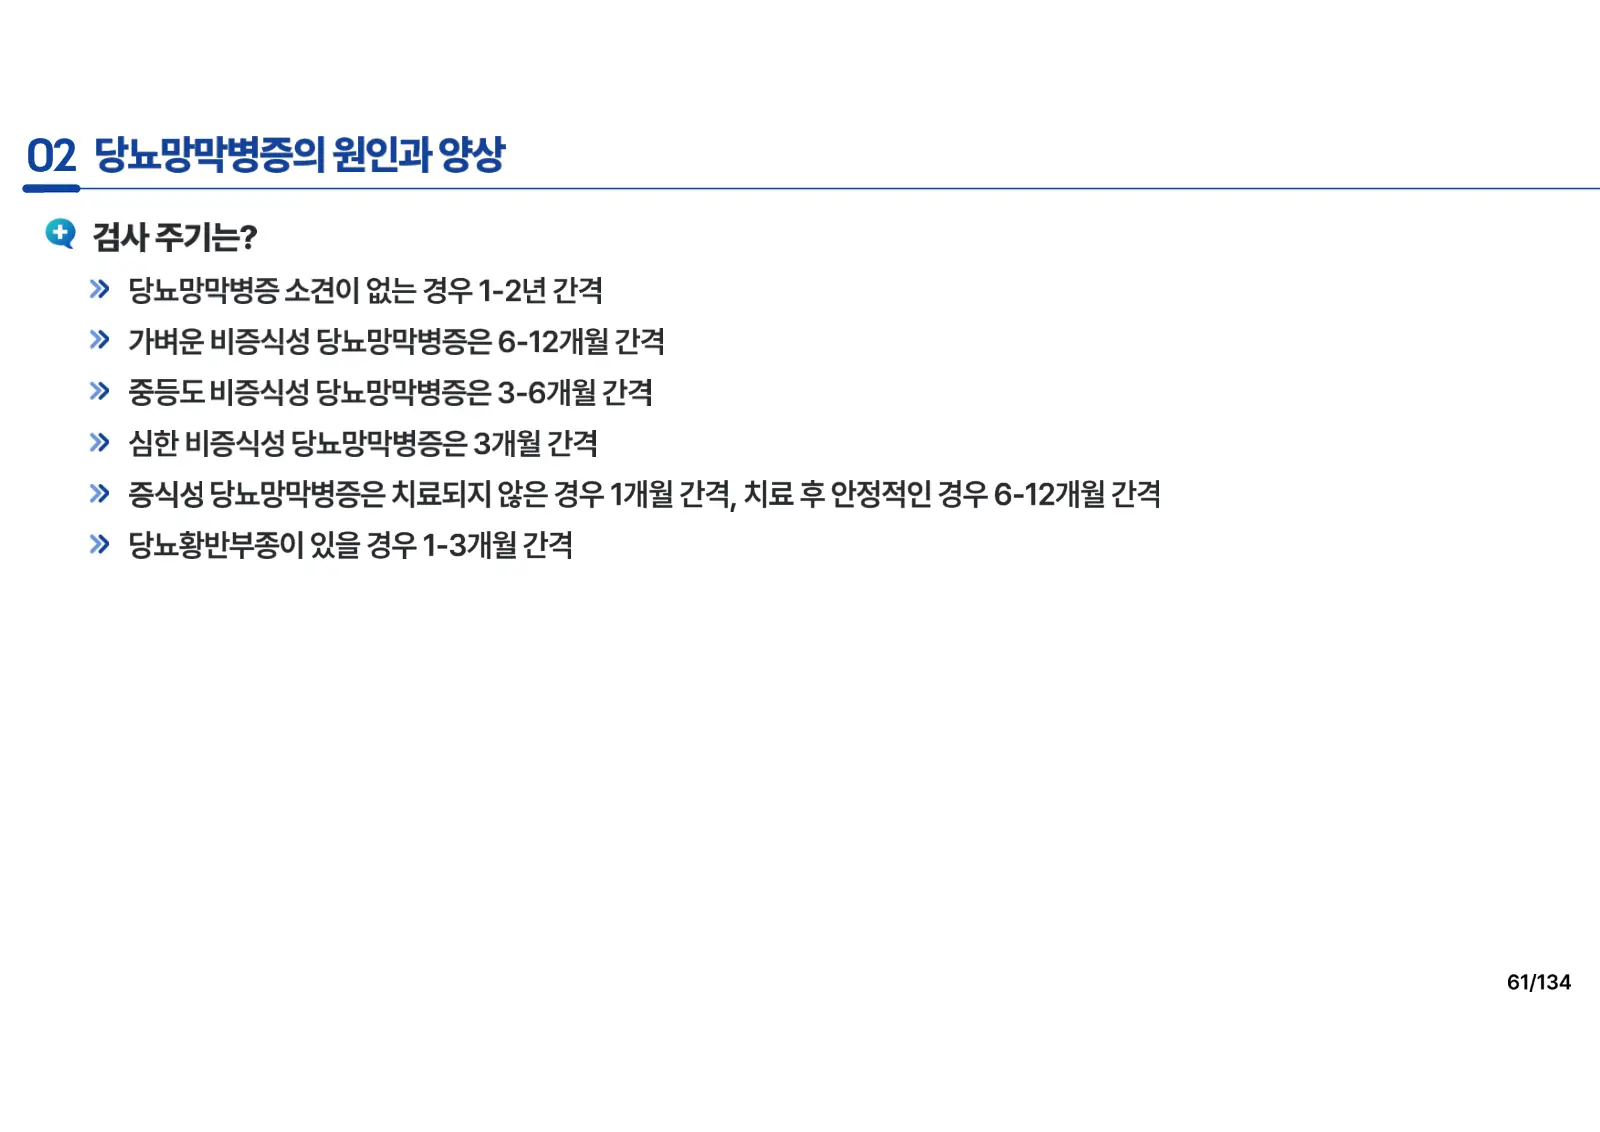 02 당뇨망막병증의 원인과 양상
검사 주기는?
당뇨망막병증 소견이 없는 경우 1-2년 간격
가벼운 비증식성 당뇨망막병증은 6-12개월 간격
중등도 비증식성 당뇨망막병증은 3-6개월 간격
심한 비증식성 당뇨망막병증은 3개월 간격
증식성 당뇨망막병증은 치료되지 않은 경우 1개월 간격, 치료 후 안정적인 경우 6-12개월 간격
당뇨황반부종이 있을 경우 1-3개월 간격
61/134